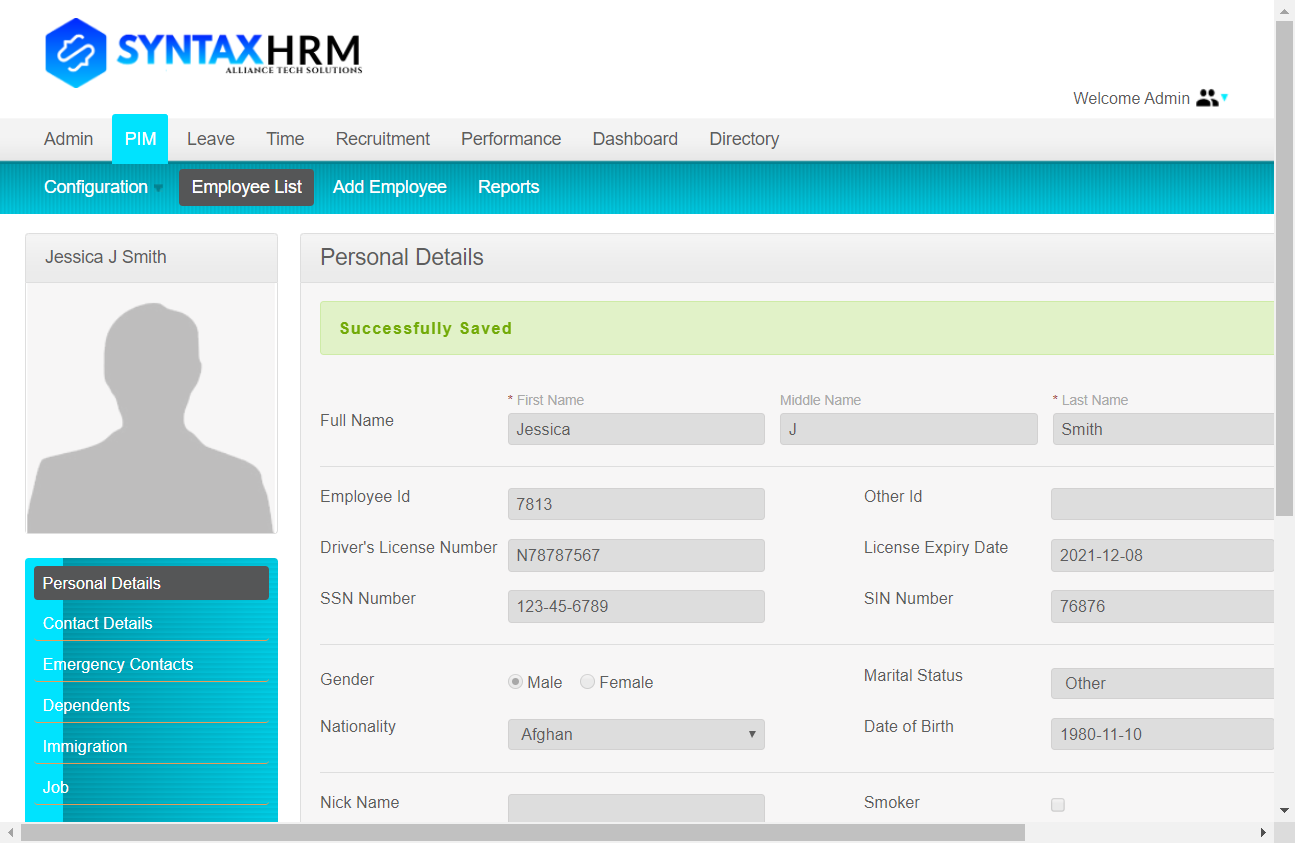 SYNTAXHRM
ALLIANCE TECH SOLUTIONS
Welcome Admin
Admin PIM Leave Time Recruitment Performance Dashboard Directory
Configuration Employee List Add Employee Reports
Jessica J Smith
Personal Details
Contact Details
Emergency Contacts
Dependents
Immigration
Job
Personal Details
Successfully Saved
* First Name Middle Name * Last Name
Full Name Jessica J Smith
Employee Id 7813 Other Id
Driver's License Number N78787567 License Expiry Date 2021-12-08
SSN Number 123-45-6789 SIN Number 76876
Gender Male Female Marital Status Other
Nationality Afghan Date of Birth 1980-11-10
Nick Name Smoker